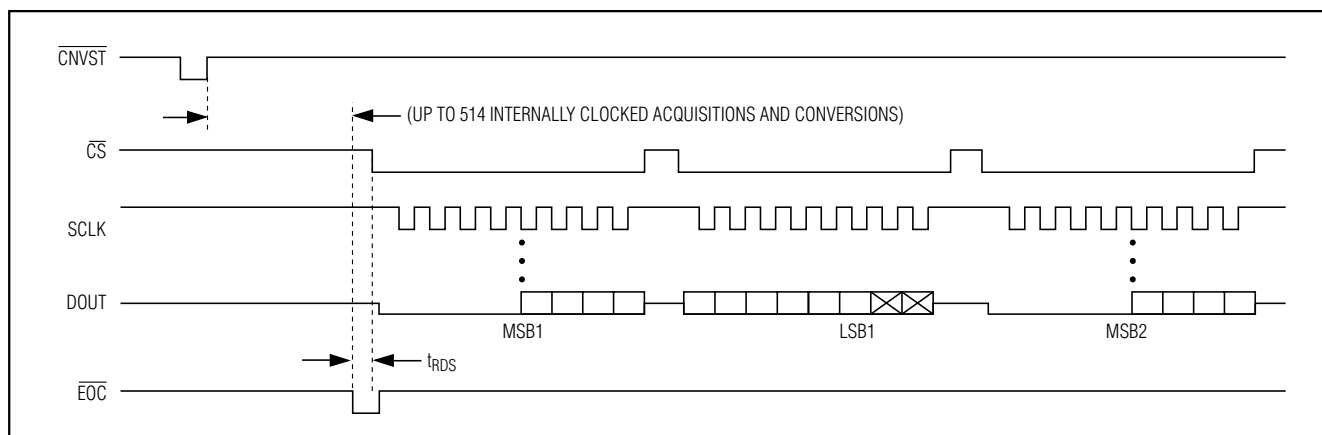 CNVST
(UP TO 514 INTERNALLY CLOCKED ACQUISITIONS AND CONVERSIONS)
CS
SCLK
DOUT
MSB1 LSB1 MSB2
tRDS
EOC